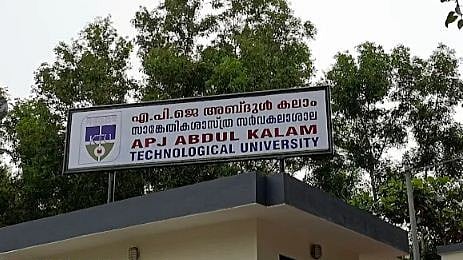 എ.പി.ജെ അബ്ദുൾ കലാം
സാങ്കേതികശാസ്ത്ര സർവകലാശാല
APJ ABDUL KALAM
TECHNOLOGICAL UNIVERSITY